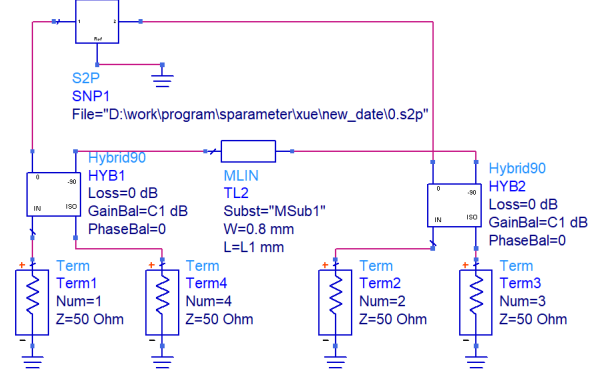 1 2
Ref
S2P
SNP1
File="D:\work\program\sparameter\xue\new_date\0.s2p"
Hybrid90
HYB1
Loss=0 dB
GainBal=C1 dB
PhaseBal=0
0 -90
IN ISO
MLIN
TL2
Subst="MSub1"
W=0.8 mm
L=L1 mm
Hybrid90
HYB2
Loss=0 dB
GainBal=C1 dB
PhaseBal=0
0 -90
IN ISO
Term
Term1
Num=1
Z=50 Ohm
Term
Term4
Num=4
Z=50 Ohm
Term
Term2
Num=2
Z=50 Ohm
Term
Term3
Num=3
Z=50 Ohm